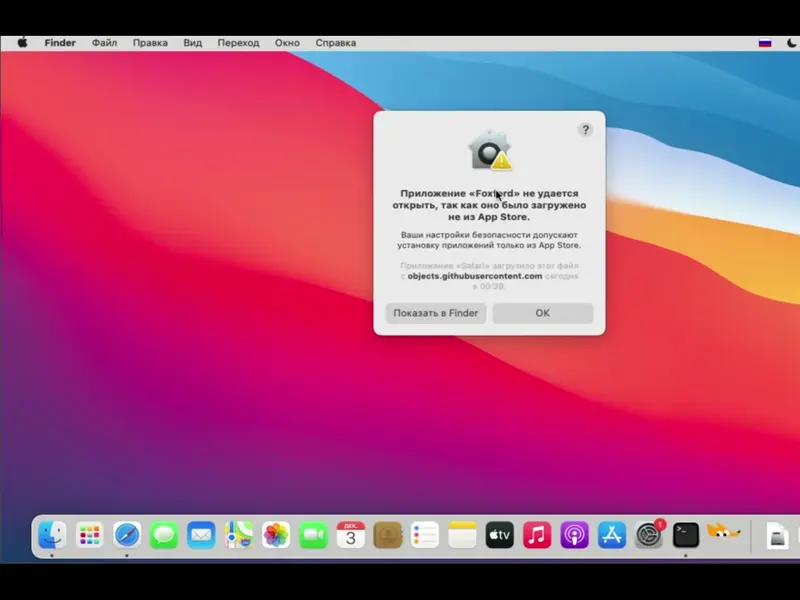 Finder Файл Правка Вид Переход Окно Справка
?
Приложение «Foxford» не удается
открыть, так как оно было загружено
не из App Store.
Ваши настройки безопасности допускают
установку приложений только из App Store.
Приложение «Safari» загрузило этот файл
с objects.githubusercontent.com сегодня
в 00:39.
Показать в Finder OK
ДЕК.
3
tv
1